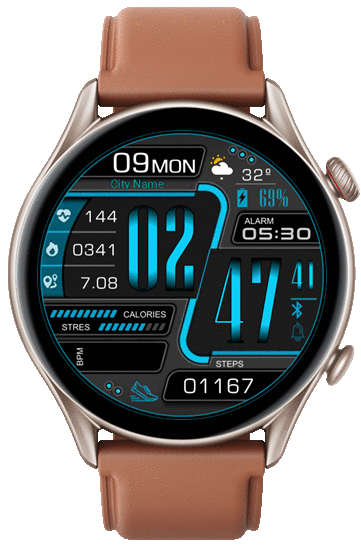 09MON
City Name
32º
69%
144
0341
7.08
02
ALARM
05:30
47
41
CALORIES
STRES
BPM
STEPS
01167